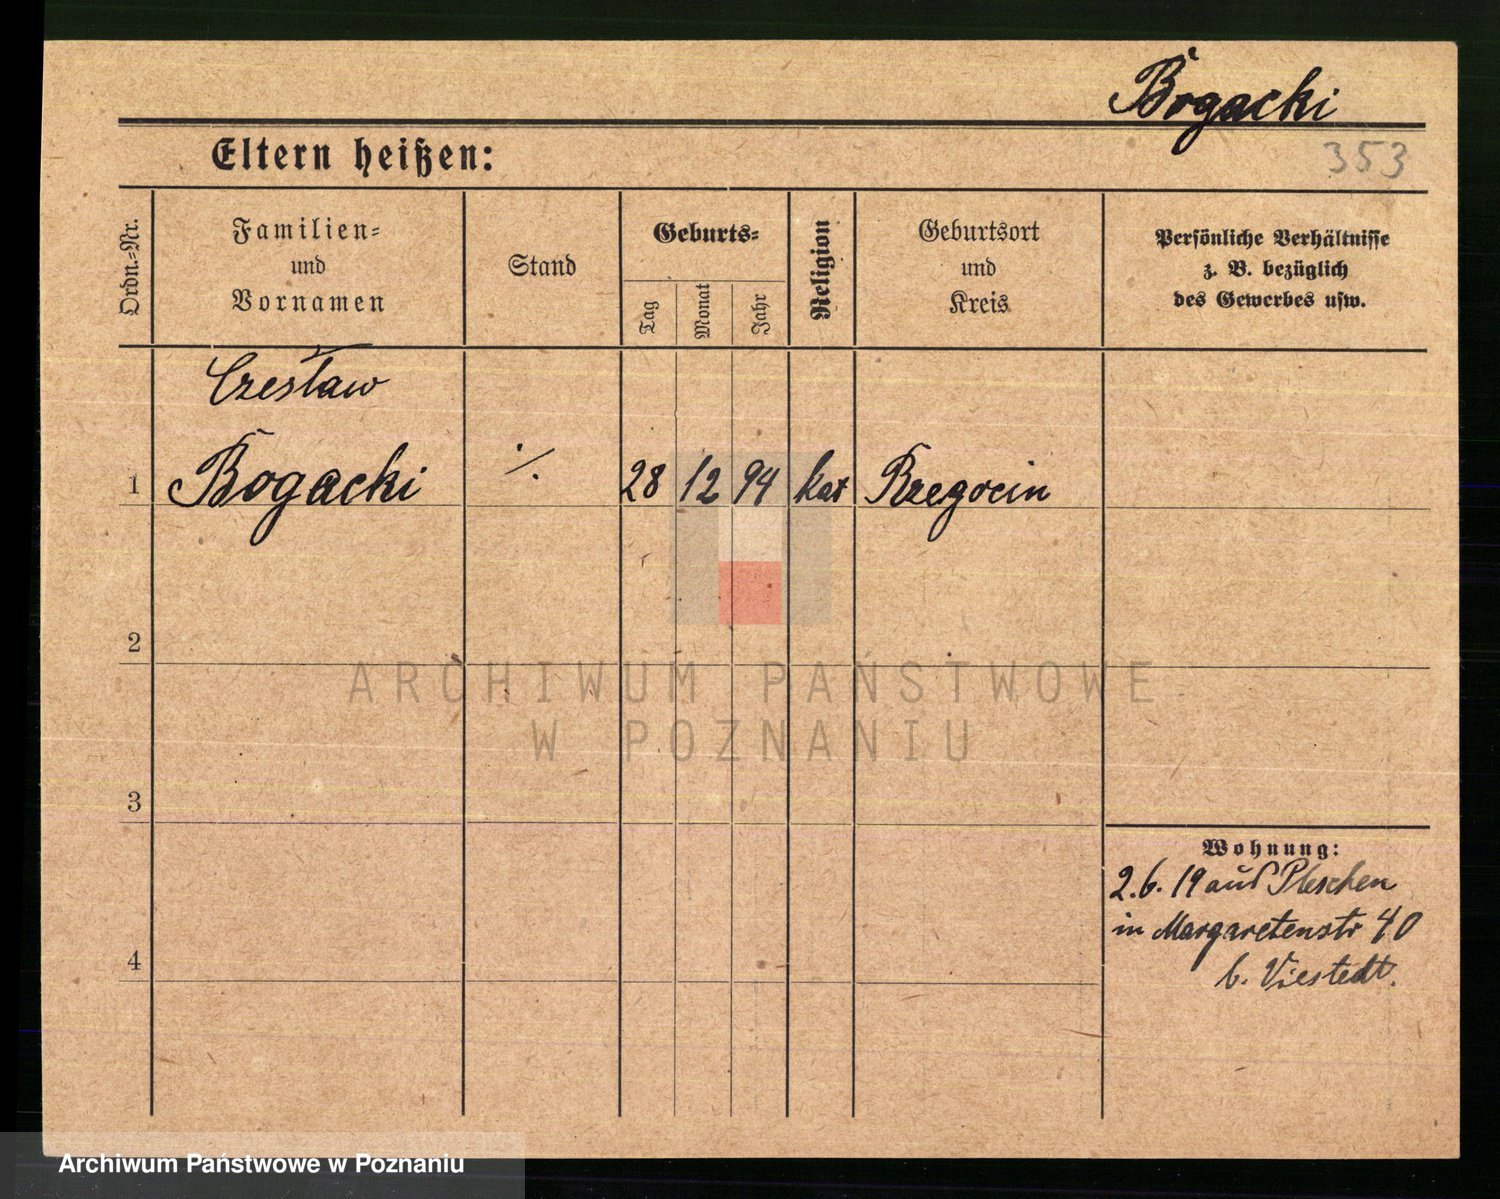 Bogacki
353
Eltern heißen:
Ordn.-Nr.
Familien-
und
Vornamen
Stand
Geburts-
Tag
Monat
Jahr
Religion
Geburtsort
und
Kreis
Persönliche Verhältnisse
z. B. bezüglich
des Gewerbes usw.
Czesław
1 Bogacki ./. 28 12 94 kat Rzegocin
2
3
4
Wohnung:
2.6.19 aus Pleschen
in Margaretenstr 40
b. Viestedt.
ARCHIWUM PAŃSTWOWE
W POZNANIU
Archiwum Państwowe w Poznaniu